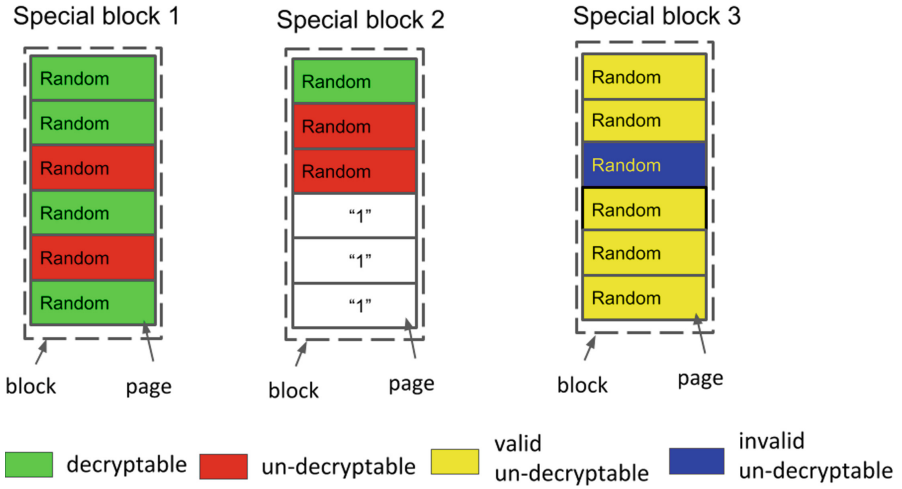 Special block 1
Special block 2
Special block 3
Random
Random
Random
Random
Random
Random
block
page
Random
Random
Random
“1”
“1”
“1”
block
page
Random
Random
Random
Random
Random
Random
block
page
decryptable
un-decryptable
valid
un-decryptable
invalid
un-decryptable